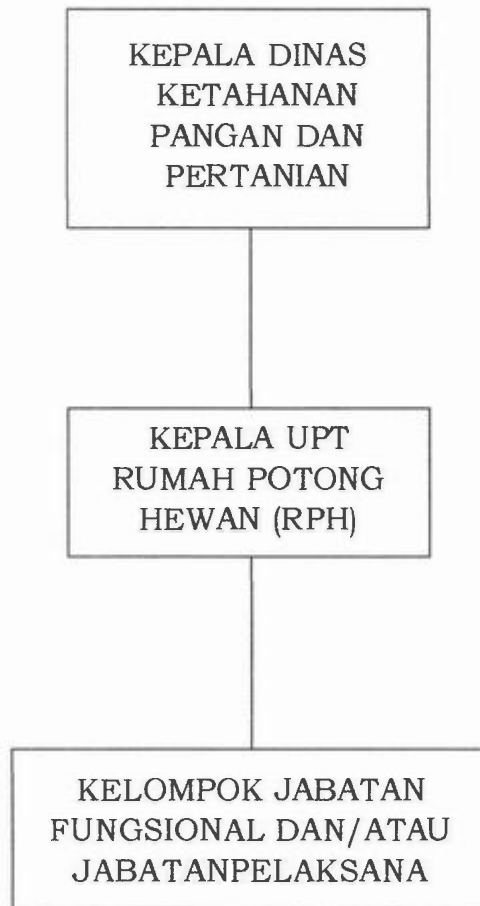 KEPALA DINAS
KETAHANAN
PANGAN DAN
PERTANIAN
KEPALA UPT
RUMAH POTONG
HEWAN (RPH)
KELOMPOK JABATAN
FUNGSIONAL DAN/ATAU
JABATANPELAKSANA